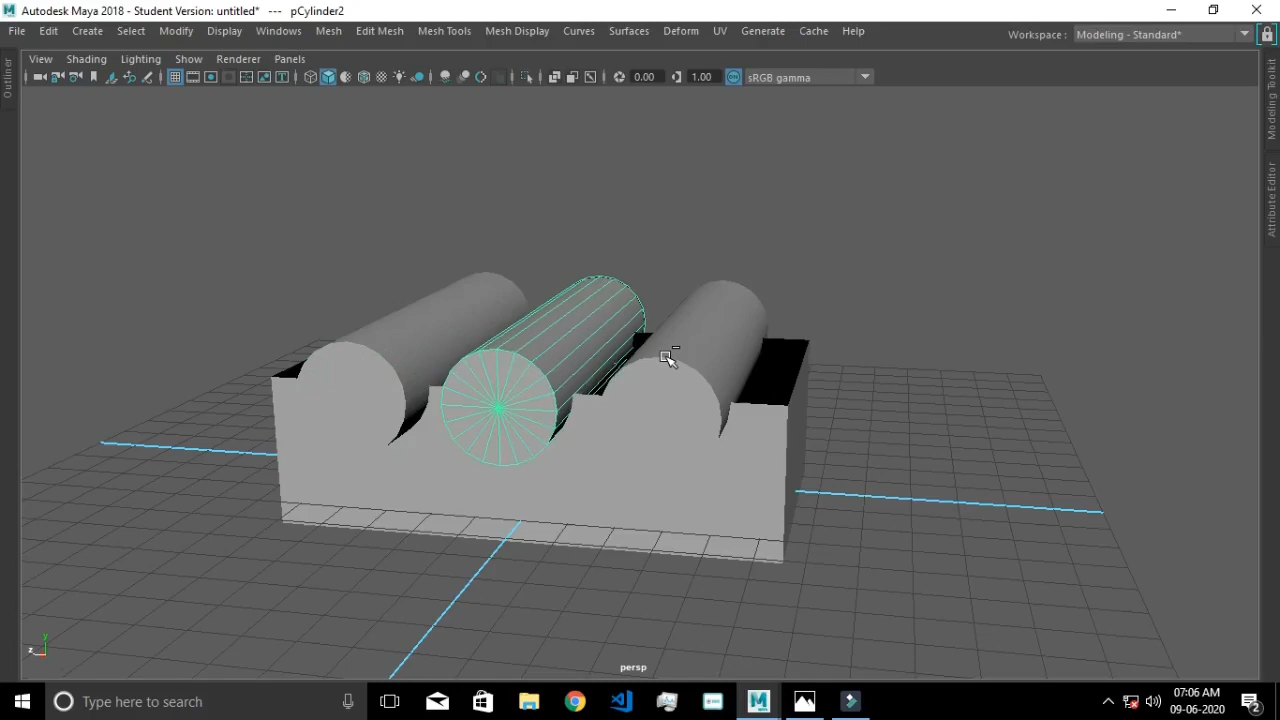 Autodesk Maya 2018 - Student Version: untitled*   ---   pCylinder2
File Edit Create Select Modify Display Windows Mesh Edit Mesh Mesh Tools Mesh Display Curves Surfaces Deform UV Generate Cache Help
Workspace : Modeling - Standard*
View Shading Lighting Show Renderer Panels
0.00 1.00 ON sRGB gamma
Outliner
Modeling Toolkit
Attribute Editor
y
z
persp
Type here to search
07:06 AM
09-06-2020
2